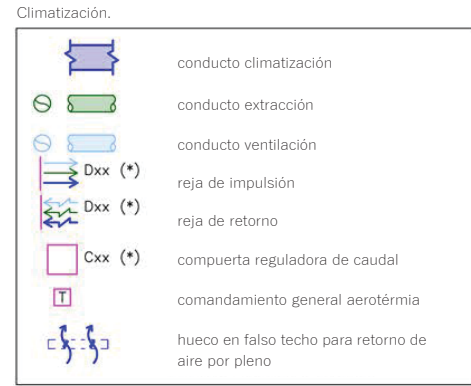 Climatización.
conducto climatización
conducto extracción
conducto ventilación
Dxx (*)
reja de impulsión
Dxx (*)
reja de retorno
Cxx (*) compuerta reguladora de caudal
T comandamiento general aerotérmia
hueco en falso techo para retorno de
aire por pleno